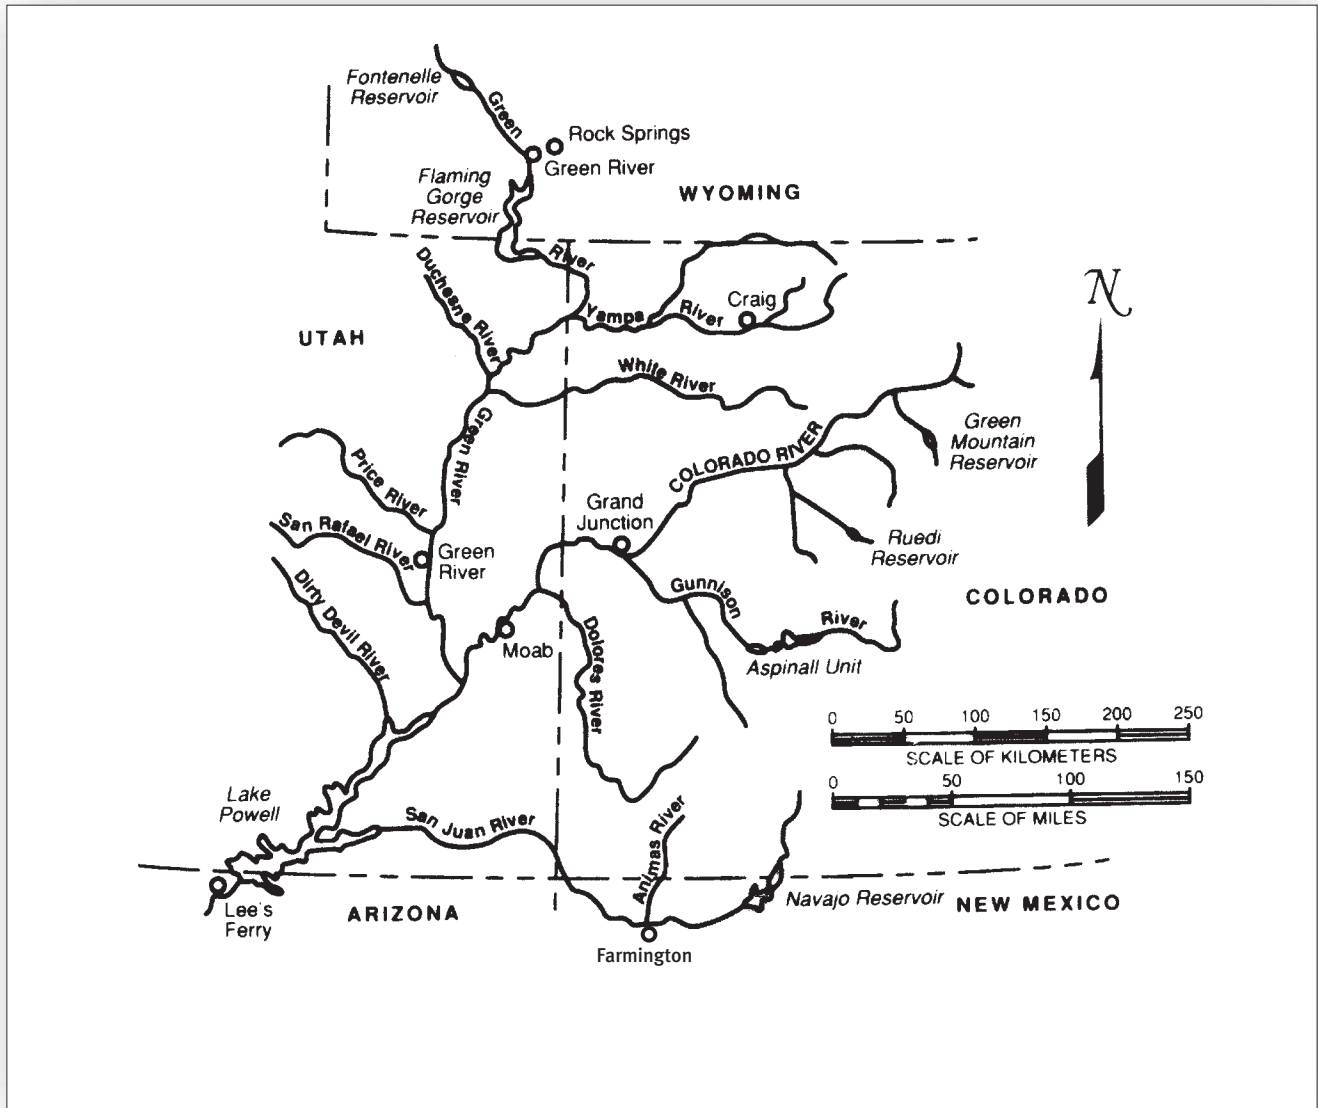 Fontenelle
Reservoir
Green
Rock Springs
Green River
Flaming
Gorge
Reservoir
WYOMING
River
Duchesne River
N
Craig
Yampa
River
UTAH
White River
Green
Mountain
Reservoir
Green River
COLORADO RIVER
Price River
Grand
Junction
San Rafael River
Ruedi
Reservoir
Green
River
Dirty Devil River
Gunnison
COLORADO
River
Dolores River
Moab
Aspinall Unit
0 50 100 150 200 250
SCALE OF KILOMETERS
0 50 100 150
SCALE OF MILES
Lake
Powell
San Juan River
Animas River
Navajo Reservoir
NEW MEXICO
Lee's
Ferry
ARIZONA
Farmington